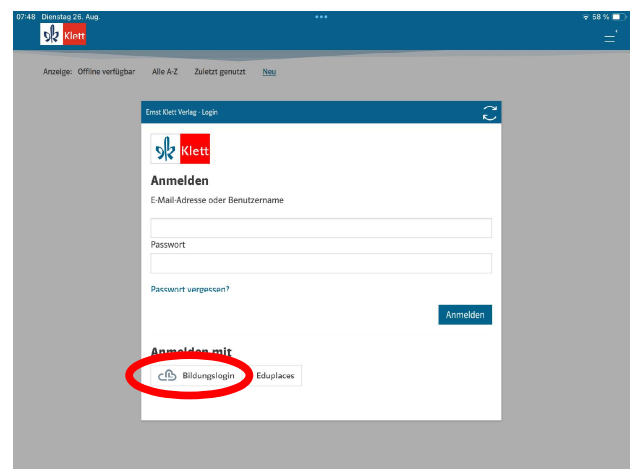 07:48 Dienstag 26. Aug. 58 %
Klett
Anzeige: Offline verfügbar Alle A-Z Zuletzt genutzt Neu
Ernst Klett Verlag - Login
Klett
Anmelden
E-Mail-Adresse oder Benutzername
Passwort
Passwort vergessen?
Anmelden
Anmelden mit
Bildungslogin Eduplaces